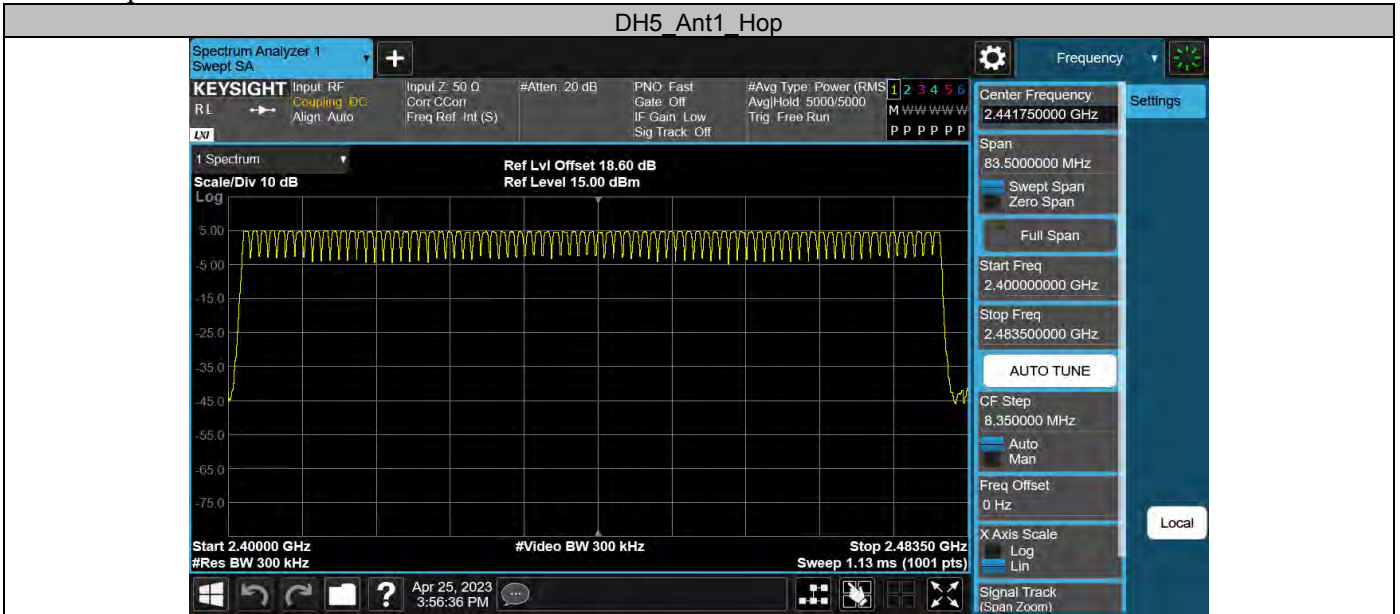 DH5_Ant1_Hop
Spectrum Analyzer 1
Swept SA
Frequency
KEYSIGHT
RL
LXI
Input: RF
Coupling: DC
Align: Auto
Input Z: 50 Ω
Corr CCorr
Freq Ref: Int (S)
#Atten: 20 dB
PNO: Fast
Gate: Off
IF Gain: Low
Sig Track: Off
#Avg Type: Power (RMS
Avg|Hold: 5000/5000
Trig: Free Run
1 2 3 4 5 6
M W W W W W
P P P P P P
1 Spectrum
Scale/Div 10 dB
Ref Lvl Offset 18.60 dB
Ref Level 15.00 dBm
Log
5.00
-5.00
-15.0
-25.0
-35.0
-45.0
-55.0
-65.0
-75.0
Start 2.40000 GHz
#Res BW 300 kHz
#Video BW 300 kHz
Stop 2.48350 GHz
Sweep 1.13 ms (1001 pts)
Center Frequency
2.441750000 GHz
Settings
Span
83.5000000 MHz
Swept Span
Zero Span
Full Span
Start Freq
2.400000000 GHz
Stop Freq
2.483500000 GHz
AUTO TUNE
CF Step
8.350000 MHz
Auto
Man
Freq Offset
0 Hz
X Axis Scale
Log
Lin
Local
Signal Track
(Span Zoom)
?
Apr 25, 2023
3:56:36 PM